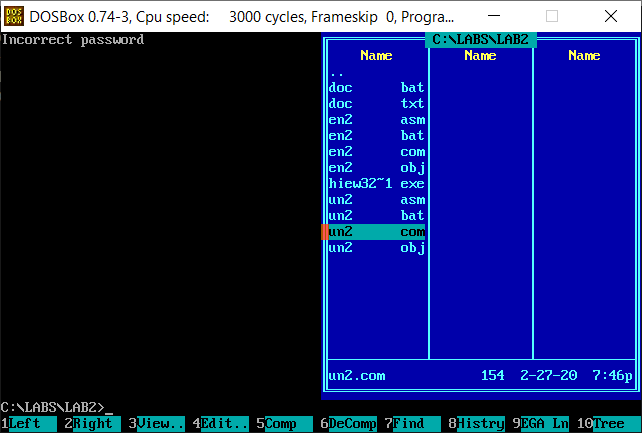 DOSBox 0.74-3, Cpu speed: 3000 cycles, Frameskip 0, Progra...
Incorrect password
C:\LABS\LAB2
Name Name Name
..
doc bat
doc txt
en2 asm
en2 bat
en2 com
en2 obj
hiew32~1 exe
un2 asm
un2 bat
un2 com
un2 obj
un2.com 154 2-27-20 7:46p
C:\LABS\LAB2>_
1Left 2Right 3View.. 4Edit.. 5Comp 6DeComp 7Find 8Histry 9EGA Ln 10Tree